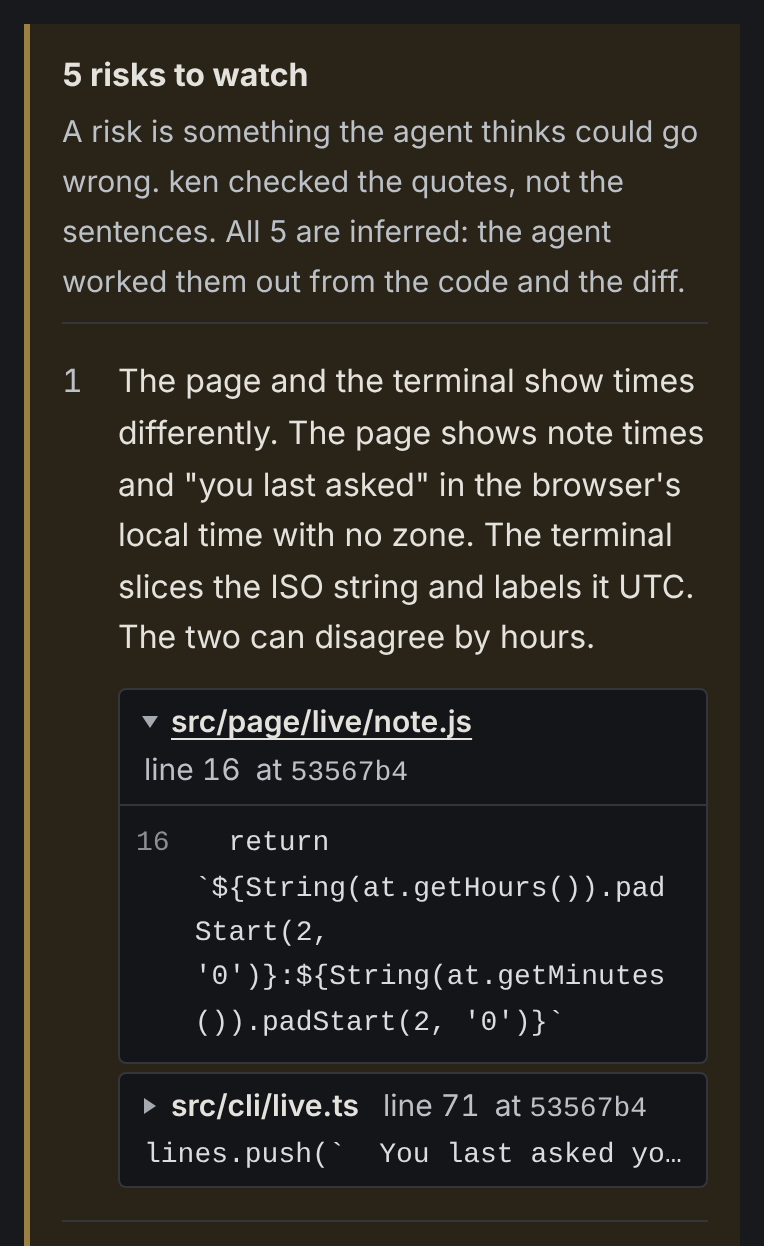 5 risks to watch
A risk is something the agent thinks could go
wrong. ken checked the quotes, not the
sentences. All 5 are inferred: the agent
worked them out from the code and the diff.
1 The page and the terminal show times
differently. The page shows note times
and "you last asked" in the browser's
local time with no zone. The terminal
slices the ISO string and labels it UTC.
The two can disagree by hours.
src/page/live/note.js
line 16 at 53567b4
16 return
`${String(at.getHours()).pad
Start(2,
'0')}:${String(at.getMinutes
()).padStart(2, '0')}`
src/cli/live.ts line 71 at 53567b4
lines.push(`  You last asked yo…